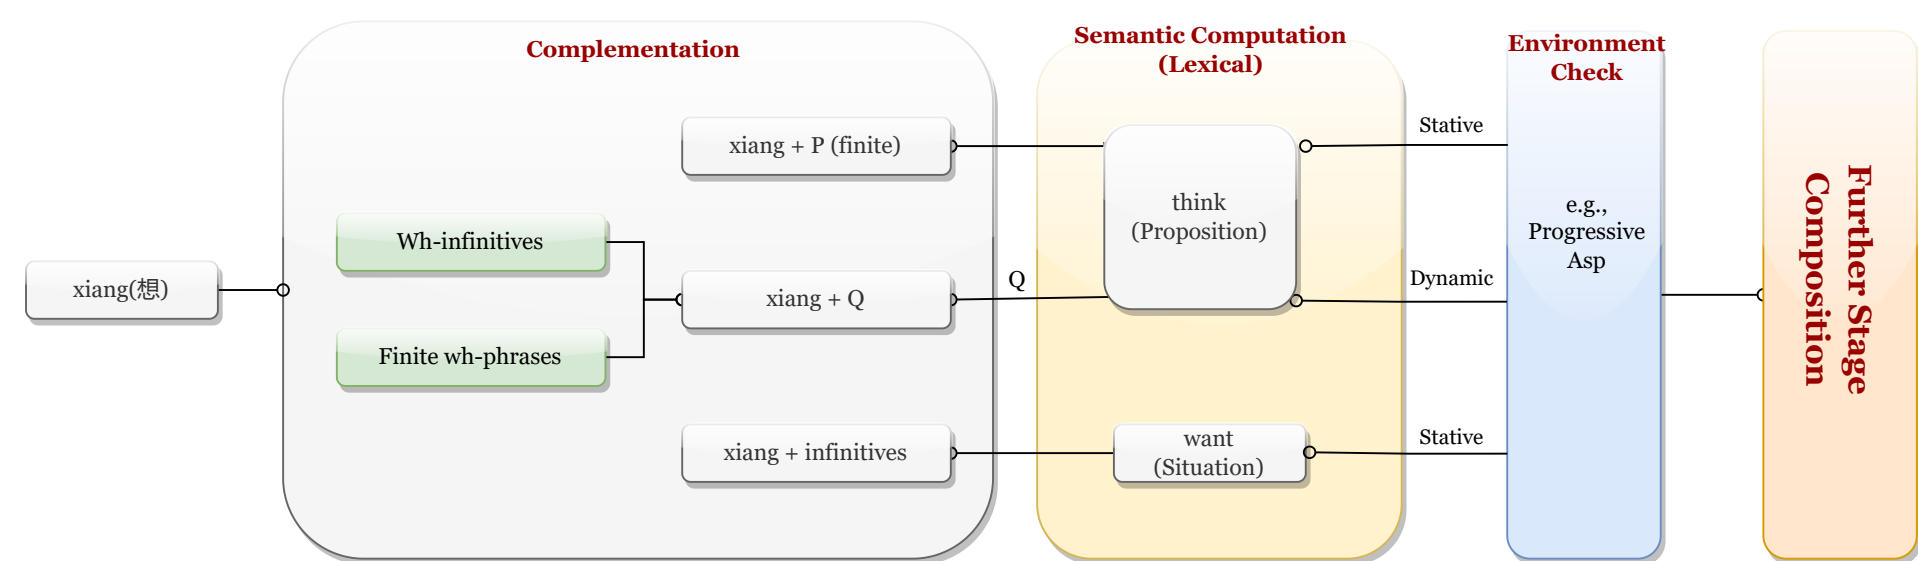 Complementation
Semantic Computation
(Lexical)
Environment
Check
xiang(想)
xiang + P (finite)
Wh-infinitives
Finite wh-phrases
xiang + Q
xiang + infinitives
Q
think
(Proposition)
want
(Situation)
Stative
Dynamic
Stative
e.g.,
Progressive
Asp
Further Stage
Composition